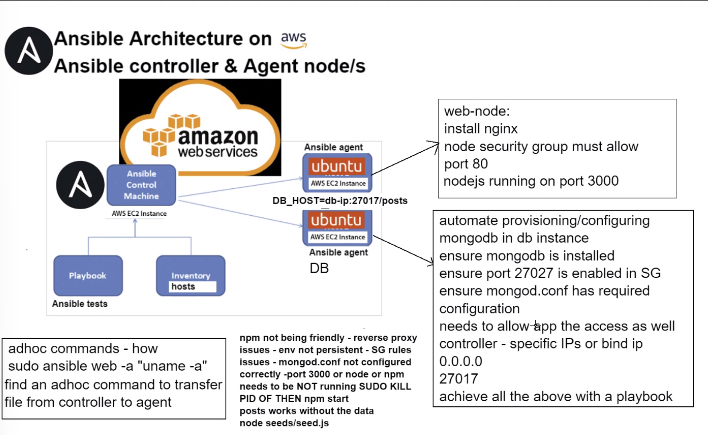 Ansible Architecture on aws
Ansible controller & Agent node/s
amazon
web services
Ansible
Control
Machine
AWS EC2 Instance
Playbook
Ansible tests
Inventory
hosts
Ansible agent
ubuntu
AWS EC2 Instance
DB_HOST=db-ip:27017/posts
ubuntu
AWS EC2 Instance
Ansible agent
DB
web-node:
install nginx
node security group must allow
port 80
nodejs running on port 3000
automate provisioning/configuring
mongodb in db instance
ensure mongodb is installed
ensure port 27027 is enabled in SG
ensure mongod.conf has required
configuration
needs to allow app the access as well
controller - specific IPs or bind ip
0.0.0.0
27017
achieve all the above with a playbook
adhoc commands - how
sudo ansible web -a "uname -a"
find an adhoc command to transfer
file from controller to agent
npm not being friendly - reverse proxy
issues - env not persistent - SG rules
issues - mongod.conf not configured
correctly -port 3000 or node or npm
needs to be NOT running SUDO KILL
PID OF THEN npm start
posts works without the data
node seeds/seed.js